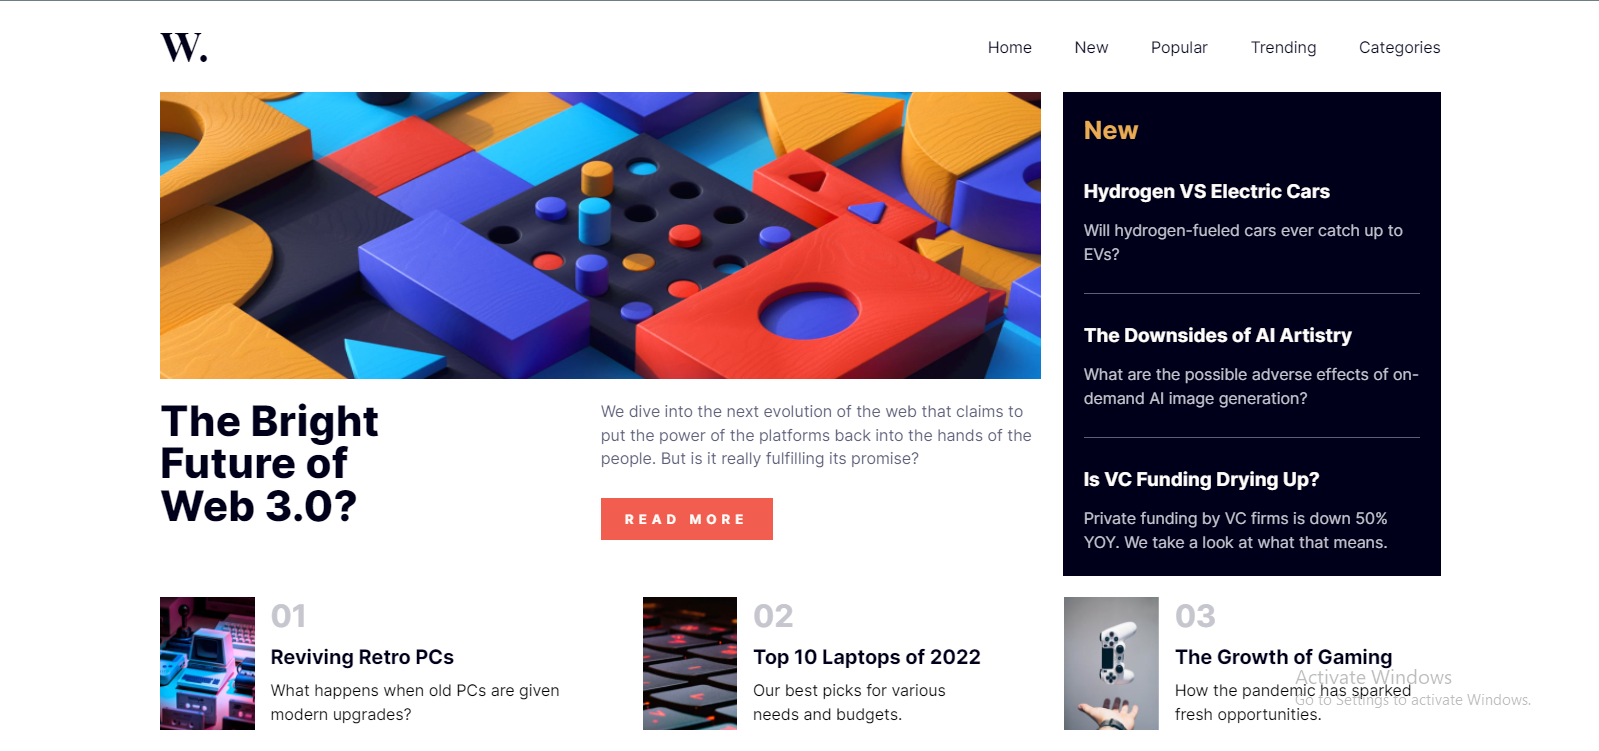 W.
Home New Popular Trending Categories
New
Hydrogen VS Electric Cars
Will hydrogen-fueled cars ever catch up to
EVs?
The Downsides of AI Artistry
What are the possible adverse effects of on-
demand AI image generation?
Is VC Funding Drying Up?
Private funding by VC firms is down 50%
YOY. We take a look at what that means.
The Bright
Future of
Web 3.0?
We dive into the next evolution of the web that claims to
put the power of the platforms back into the hands of the
people. But is it really fulfilling its promise?
READ MORE
01
Reviving Retro PCs
What happens when old PCs are given
modern upgrades?
02
Top 10 Laptops of 2022
Our best picks for various
needs and budgets.
03
The Growth of Gaming
How the pandemic has sparked
fresh opportunities.
Activate Windows
Go to Settings to activate Windows.